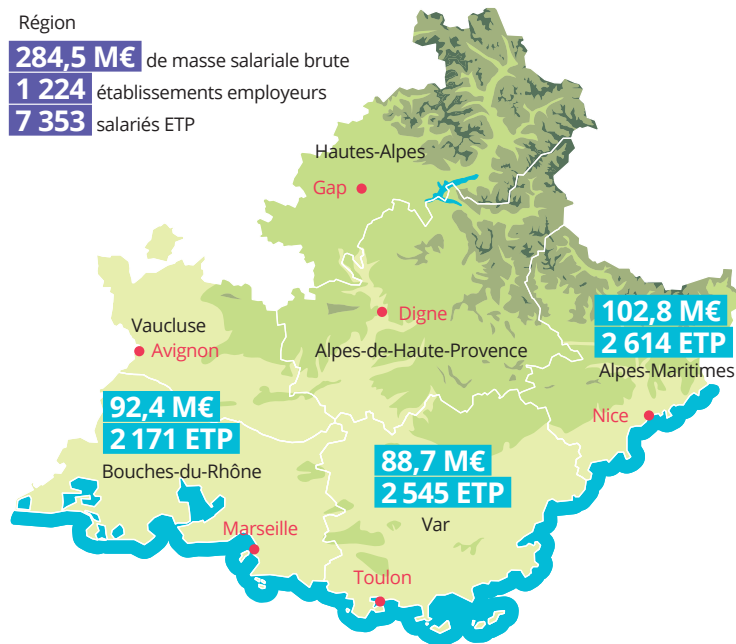 Région
284,5 M€ de masse salariale brute
1 224 établissements employeurs
7 353 salariés ETP
Hautes-Alpes
Gap
Digne
Vaucluse
Avignon
Alpes-de-Haute-Provence
102,8 M€
2 614 ETP
Alpes-Maritimes
Nice
92,4 M€
2 171 ETP
Bouches-du-Rhône
88,7 M€
2 545 ETP
Var
Marseille
Toulon